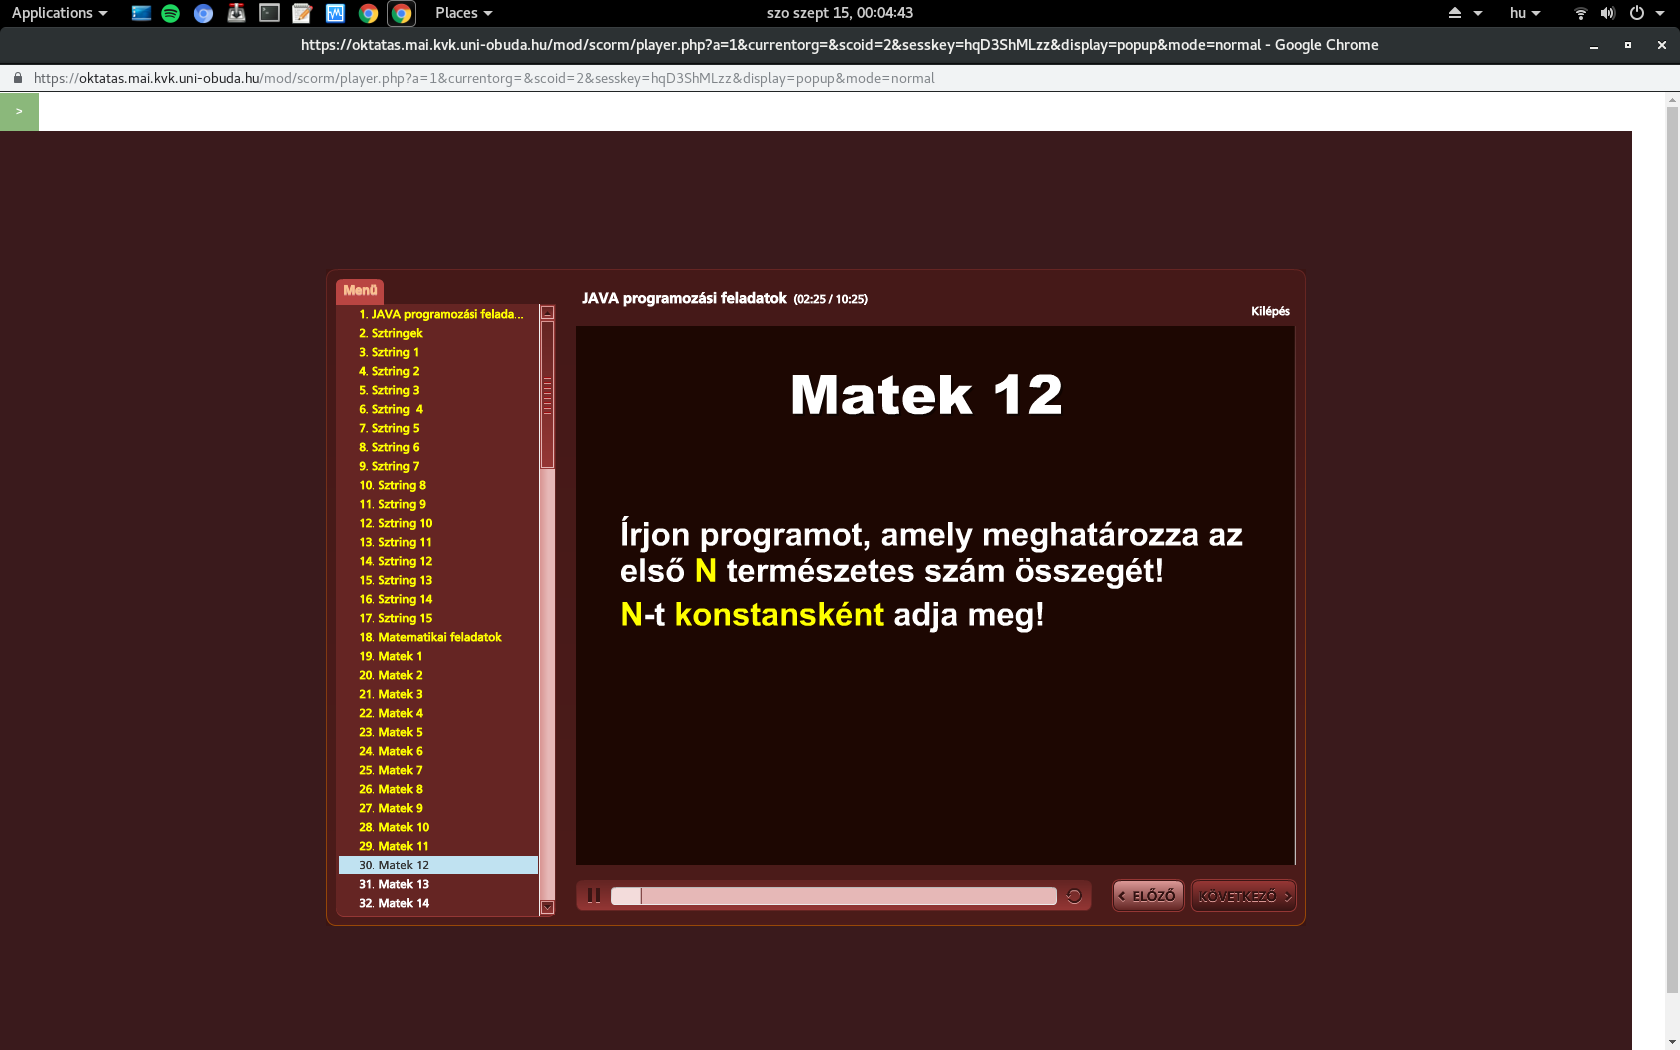 Applications
Places
szo szept 15, 00:04:43
hu
https://oktatas.mai.kvk.uni-obuda.hu/mod/scorm/player.php?a=1&currentorg=&scoid=2&sesskey=hqD3ShMLzz&display=popup&mode=normal - Google Chrome
https://oktatas.mai.kvk.uni-obuda.hu/mod/scorm/player.php?a=1&currentorg=&scoid=2&sesskey=hqD3ShMLzz&display=popup&mode=normal
>
Menü
1. JAVA programozási felada...
2. Sztringek
3. Sztring 1
4. Sztring 2
5. Sztring 3
6. Sztring 4
7. Sztring 5
8. Sztring 6
9. Sztring 7
10. Sztring 8
11. Sztring 9
12. Sztring 10
13. Sztring 11
14. Sztring 12
15. Sztring 13
16. Sztring 14
17. Sztring 15
18. Matematikai feladatok
19. Matek 1
20. Matek 2
21. Matek 3
22. Matek 4
23. Matek 5
24. Matek 6
25. Matek 7
26. Matek 8
27. Matek 9
28. Matek 10
29. Matek 11
30. Matek 12
31. Matek 13
32. Matek 14
JAVA programozási feladatok (02:25 / 10:25)
Kilépés
Matek 12
Írjon programot, amely meghatározza az
első N természetes szám összegét!
N-t konstansként adja meg!
< ELŐZŐ
KÖVETKEZŐ >